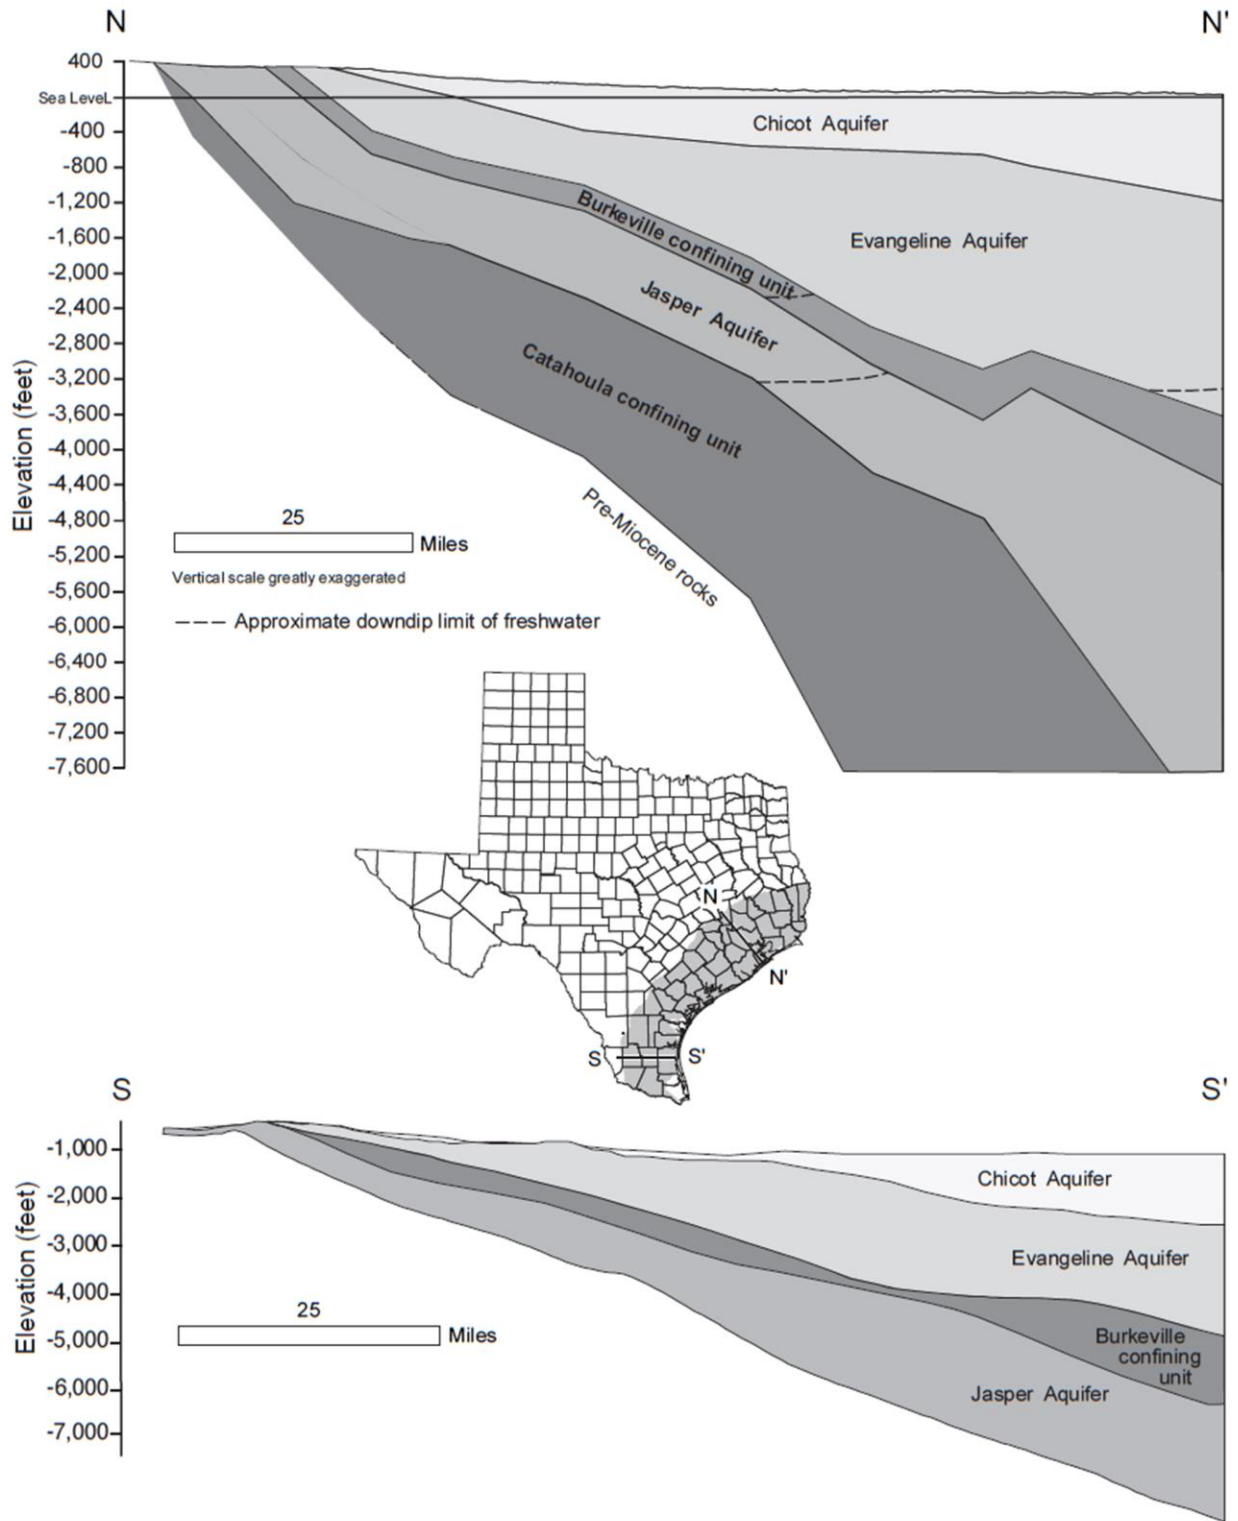 N
N'
400
Sea LeveL
-400
-800
-1,200
-1,600
-2,000
-2,400
-2,800
-3,200
-3,600
-4,000
-4,400
-4,800
-5,200
-5,600
-6,000
-6,400
-6,800
-7,200
-7,600
Elevation (feet)
Chicot Aquifer
Evangeline Aquifer
Burkeville confining unit
Jasper Aquifer
Catahoula confining unit
Pre-Miocene rocks
25
Miles
Vertical scale greatly exaggerated
Approximate downdip limit of freshwater
N
N'
S
S'
S
S'
-1,000
-2,000
-3,000
-4,000
-5,000
-6,000
-7,000
Elevation (feet)
Chicot Aquifer
Evangeline Aquifer
Burkeville
confining
unit
Jasper Aquifer
25
Miles